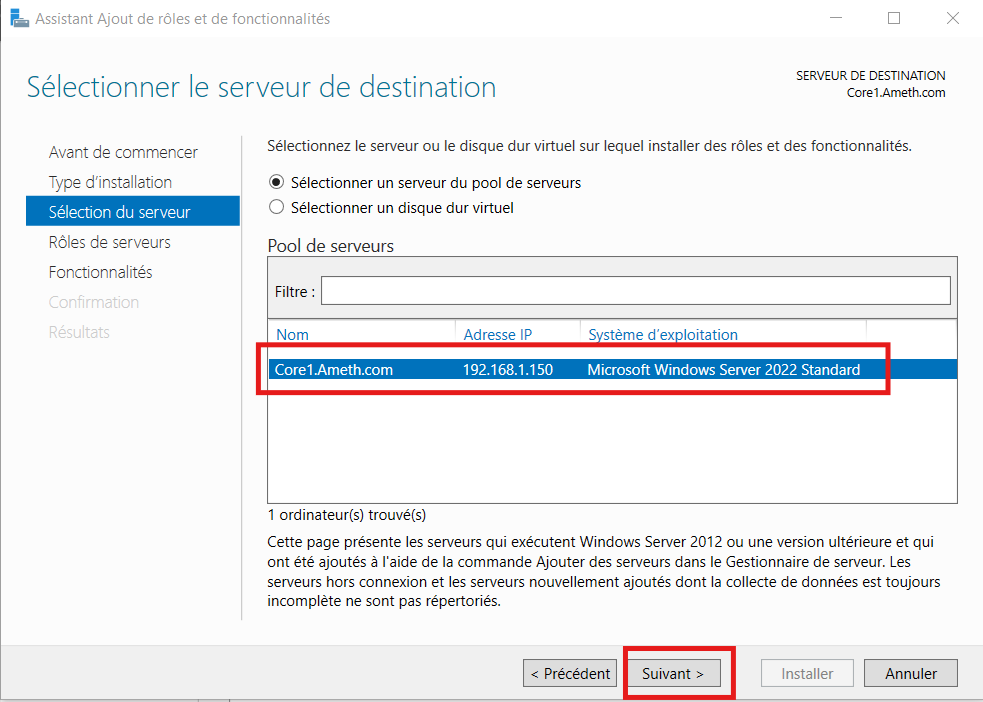 Assistant Ajout de rôles et de fonctionnalités
Sélectionner le serveur de destination
SERVEUR DE DESTINATION
Core1.Ameth.com
Avant de commencer
Type d'installation
Sélection du serveur
Rôles de serveurs
Fonctionnalités
Confirmation
Résultats
Sélectionnez le serveur ou le disque dur virtuel sur lequel installer des rôles et des fonctionnalités.
Sélectionner un serveur du pool de serveurs
Sélectionner un disque dur virtuel
Pool de serveurs
Filtre :
Nom Adresse IP Système d'exploitation
Core1.Ameth.com 192.168.1.150 Microsoft Windows Server 2022 Standard
1 ordinateur(s) trouvé(s)
Cette page présente les serveurs qui exécutent Windows Server 2012 ou une version ultérieure et qui
ont été ajoutés à l'aide de la commande Ajouter des serveurs dans le Gestionnaire de serveur. Les
serveurs hors connexion et les serveurs nouvellement ajoutés dont la collecte de données est toujours
incomplète ne sont pas répertoriés.
< Précédent Suivant > Installer Annuler